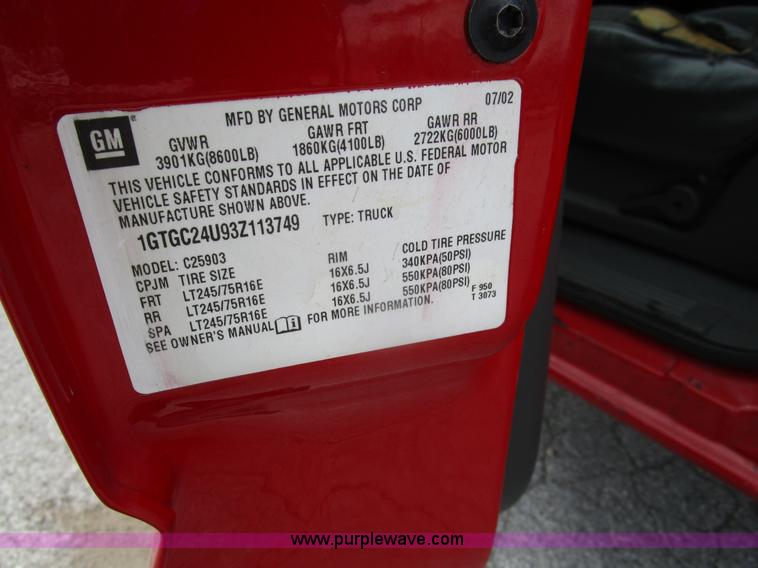 MFD BY GENERAL MOTORS CORP 07/02
GM
GVWR GAWR FRT GAWR RR
3901KG(8600LB) 1860KG(4100LB) 2722KG(6000LB)
THIS VEHICLE CONFORMS TO ALL APPLICABLE U.S. FEDERAL MOTOR
VEHICLE SAFETY STANDARDS IN EFFECT ON THE DATE OF
MANUFACTURE SHOWN ABOVE.
1GTGC24U93Z113749 TYPE: TRUCK
MODEL: C25903
CPJM TIRE SIZE RIM COLD TIRE PRESSURE
FRT LT245/75R16E 16X6.5J 340KPA(50PSI)
RR LT245/75R16E 16X6.5J 550KPA(80PSI)
SPA LT245/75R16E 16X6.5J 550KPA(80PSI)
F 950
T 3073
SEE OWNER'S MANUAL i FOR MORE INFORMATION.
www.purplewave.com